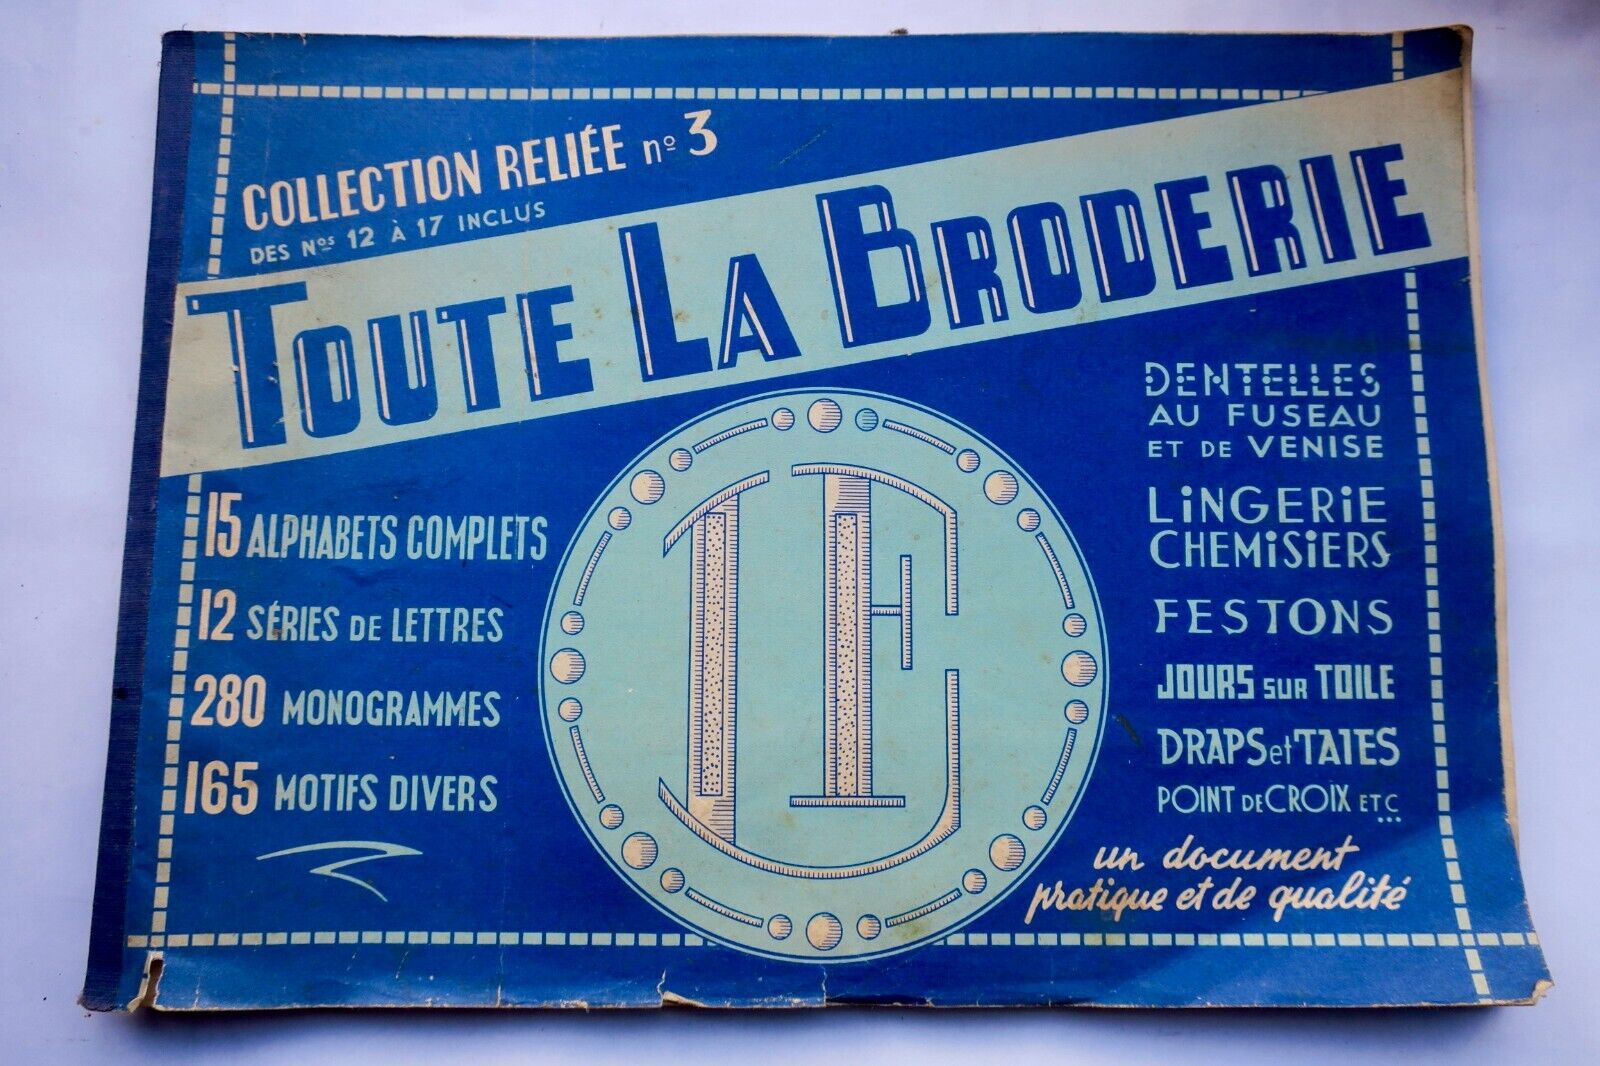 COLLECTION RELIÉE nº 3
DES Nos 12 À 17 INCLUS
TOUTE LA BRODERIE
15 ALPHABETS COMPLETS
12 SÉRIES DE LETTRES
280 MONOGRAMMES
165 MOTIFS DIVERS
DENTELLES
AU FUSEAU
ET DE VENISE
LiNGERiE
CHEMiSiERS
FESTONS
JOURS SUR TOILE
DRAPS et TAIES
POINT DE CROIX ETC...
un document
pratique et de qualité